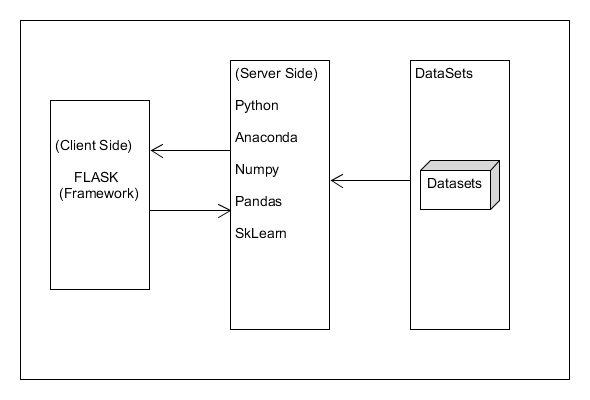 (Client Side)
FLASK
(Framework)
(Server Side)
Python
Anaconda
Numpy
Pandas
SkLearn
DataSets
Datasets